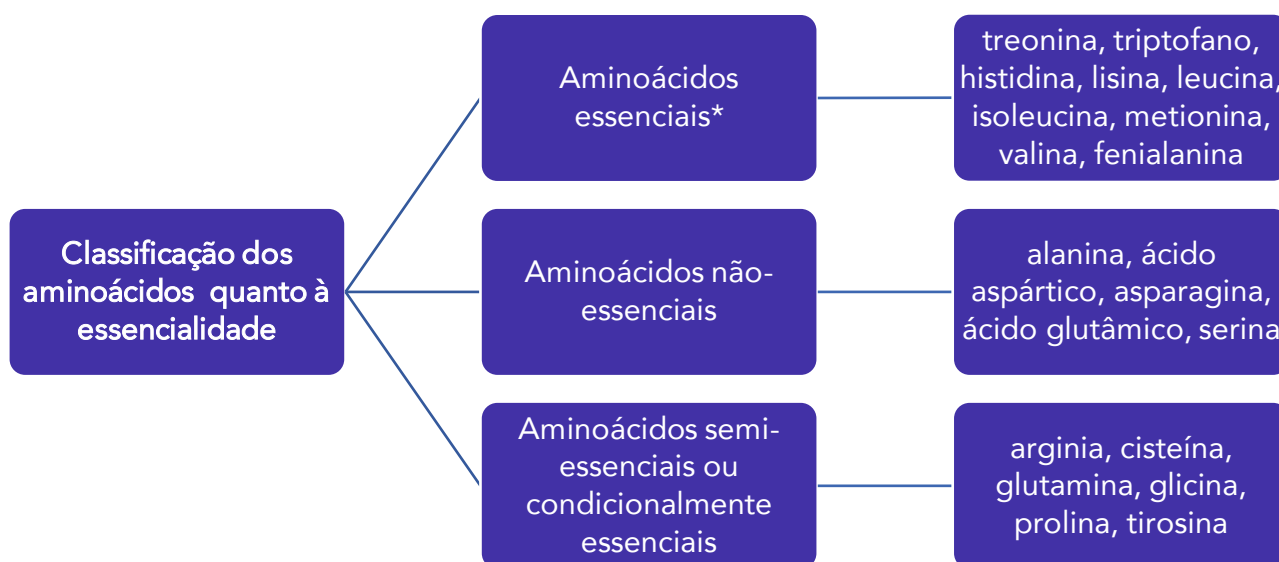 Classificação dos
aminoácidos quanto à
essencialidade
Aminoácidos
essenciais*
treonina, triptofano,
histidina, lisina, leucina,
isoleucina, metionina,
valina, fenialanina
Aminoácidos não-
essenciais
alanina, ácido
aspártico, asparagina,
ácido glutâmico, serina
Aminoácidos semi-
essenciais ou
condicionalmente
essenciais
arginia, cisteína,
glutamina, glicina,
prolina, tirosina